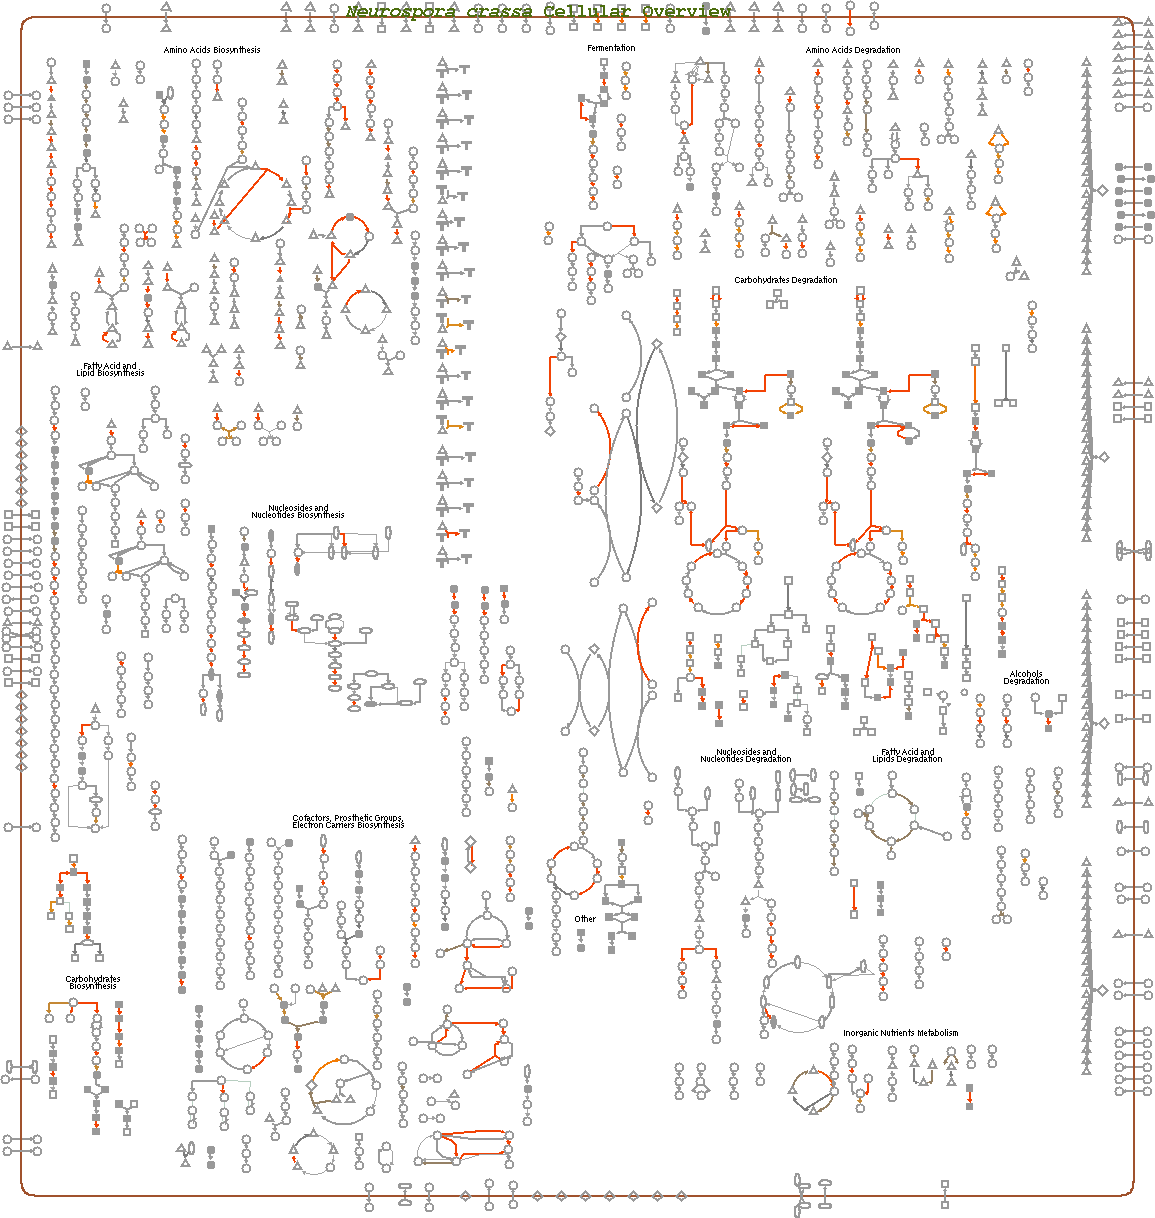 Neurospora crassa Cellular Overview
Amino Acids Biosynthesis
Fermentation
Amino Acids Degradation
Carbohydrates Degradation
Fatty Acid and
Lipid Biosynthesis
Nucleosides and
Nucleotides Biosynthesis
Alcohols
Degradation
Nucleosides and
Nucleotides Degradation
Fatty Acid and
Lipids Degradation
Cofactors, Prosthetic Groups,
Electron Carriers Biosynthesis
Other
Carbohydrates
Biosynthesis
Inorganic Nutrients Metabolism